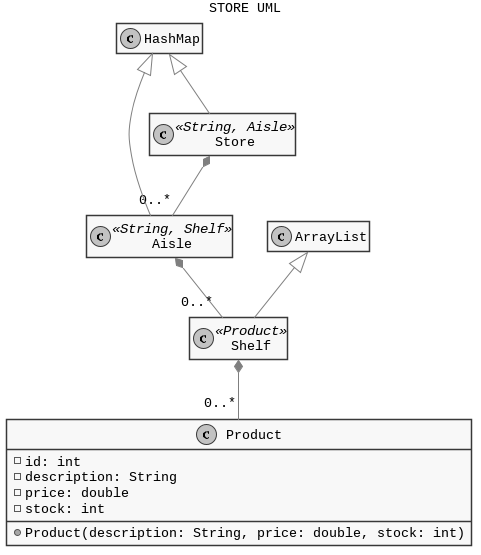 STORE UML
C HashMap
C «String, Aisle»
Store
0..*
C «String, Shelf»
Aisle
C ArrayList
0..*
C «Product»
Shelf
0..*
C Product
id: int
description: String
price: double
stock: int
Product(description: String, price: double, stock: int)